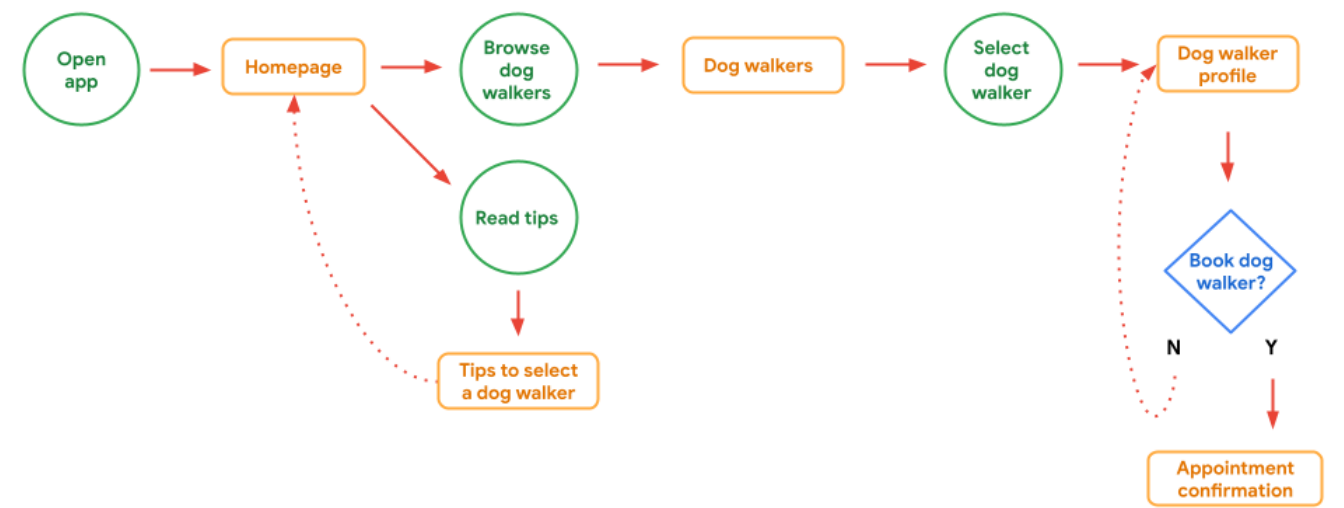 Open
app
Homepage
Browse
dog
walkers
Dog walkers
Select
dog
walker
Dog walker
profile
Read tips
Book dog
walker?
N
Y
Tips to select
a dog walker
Appointment
confirmation